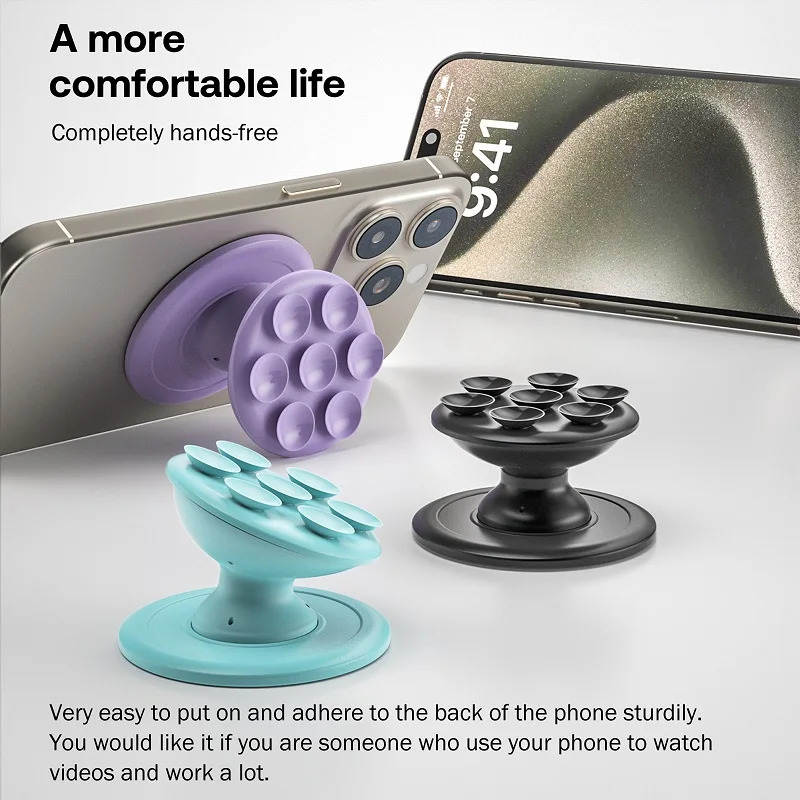 A more
comfortable life
Completely hands-free
September 7
9:41
Very easy to put on and adhere to the back of the phone sturdily.
You would like it if you are someone who use your phone to watch
videos and work a lot.